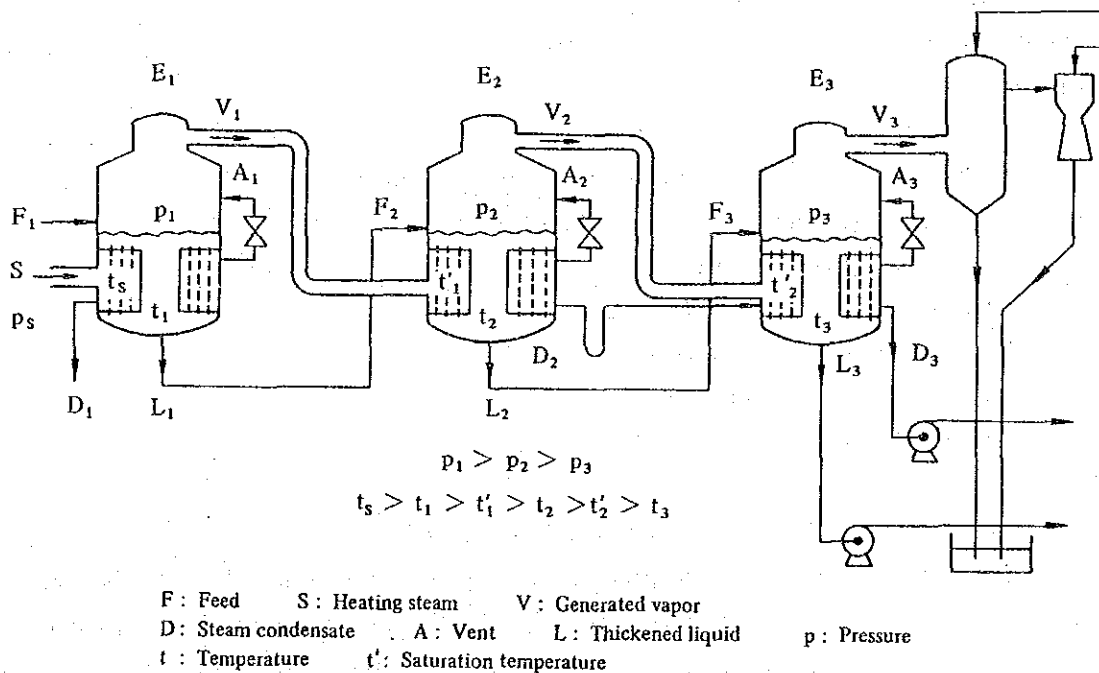 E₁
E₂
E₃
V₁
V₂
V₃
A₁
A₂
A₃
F₁
p₁
F₂
p₂
F₃
p₃
S
tₛ
t₁
t′₁
t₂
t′₂
t₃
pₛ
D₁
L₁
D₂
L₂
L₃
D₃
p₁ > p₂ > p₃
tₛ > t₁ > t′₁ > t₂ > t′₂ > t₃
F : Feed S : Heating steam V : Generated vapor
D : Steam condensate A : Vent L : Thickened liquid p : Pressure
t : Temperature t′ : Saturation temperature